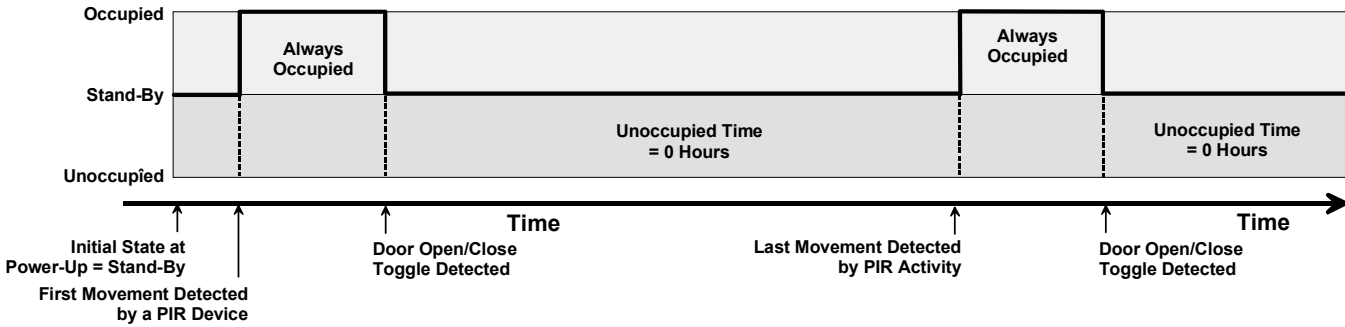 Occupied
Always
Occupied
Always
Occupied
Stand-By
Unoccupied Time
= 0 Hours
Unoccupied Time
= 0 Hours
Unoccupied
Time
Time
Initial State at
Power-Up = Stand-By
Door Open/Close
Toggle Detected
Last Movement Detected
by PIR Activity
Door Open/Close
Toggle Detected
First Movement Detected
by a PIR Device